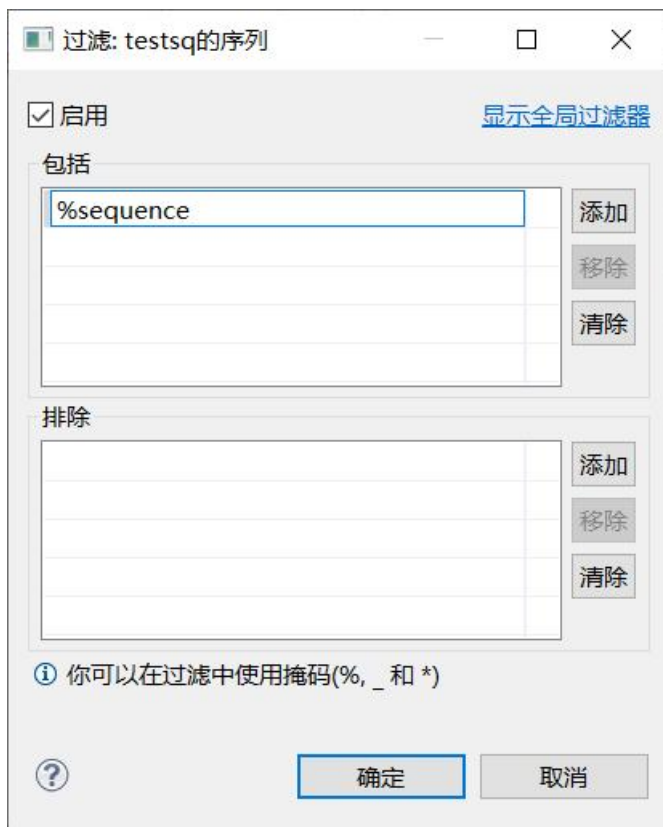 过滤: testsq的序列
启用
显示全局过滤器
包括
%sequence
添加
移除
清除
排除
添加
移除
清除
你可以在过滤中使用掩码(%, _ 和 *)
确定
取消